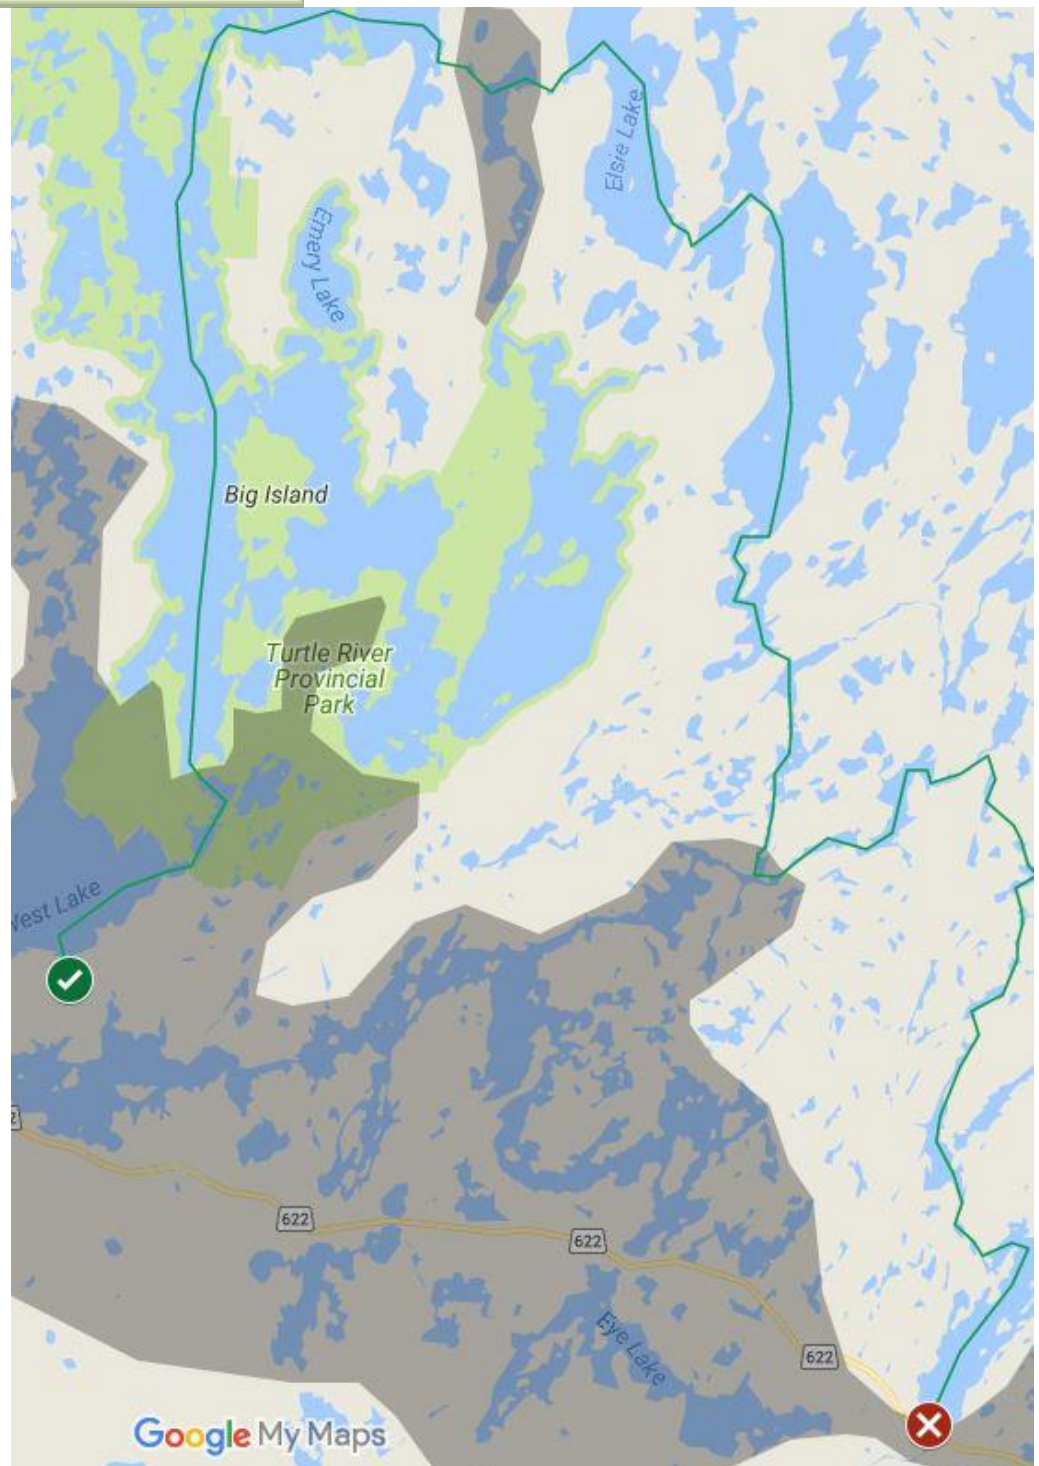 Elsie Lake
Emery Lake
Big Island
Turtle River
Provincial
Park
West Lake
622
622
Eye Lake
622
Google My Maps